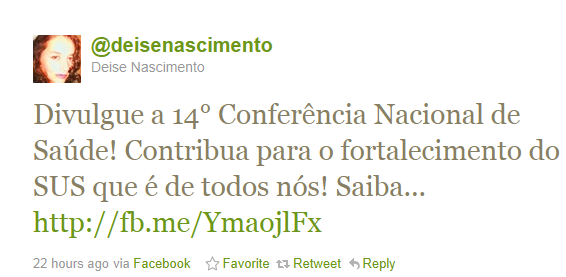 @deisenascimento
Deise Nascimento
Divulgue a 14° Conferência Nacional de
Saúde! Contribua para o fortalecimento do
SUS que é de todos nós! Saiba...
http://fb.me/YmaojlFx
22 hours ago via Facebook Favorite Retweet Reply